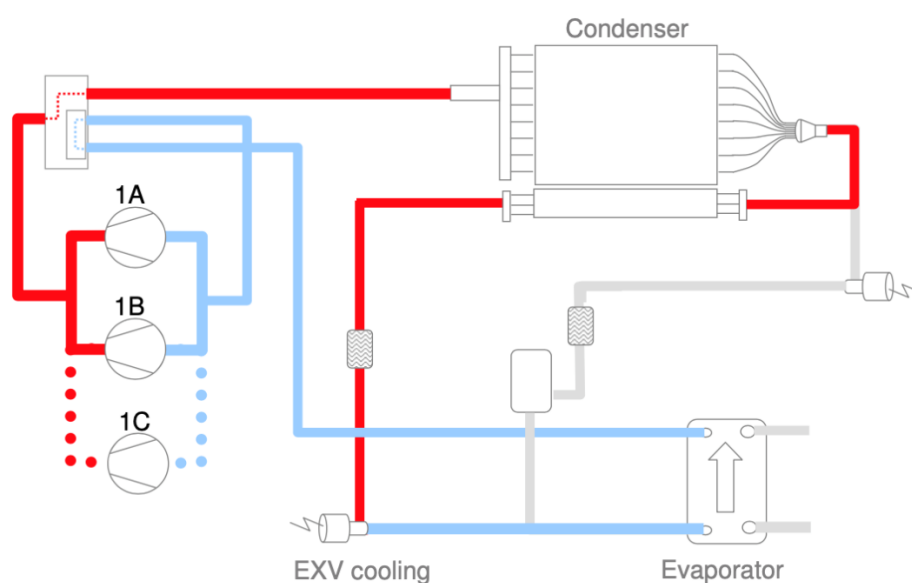 Condenser
1A
1B
1C
EXV cooling
Evaporator